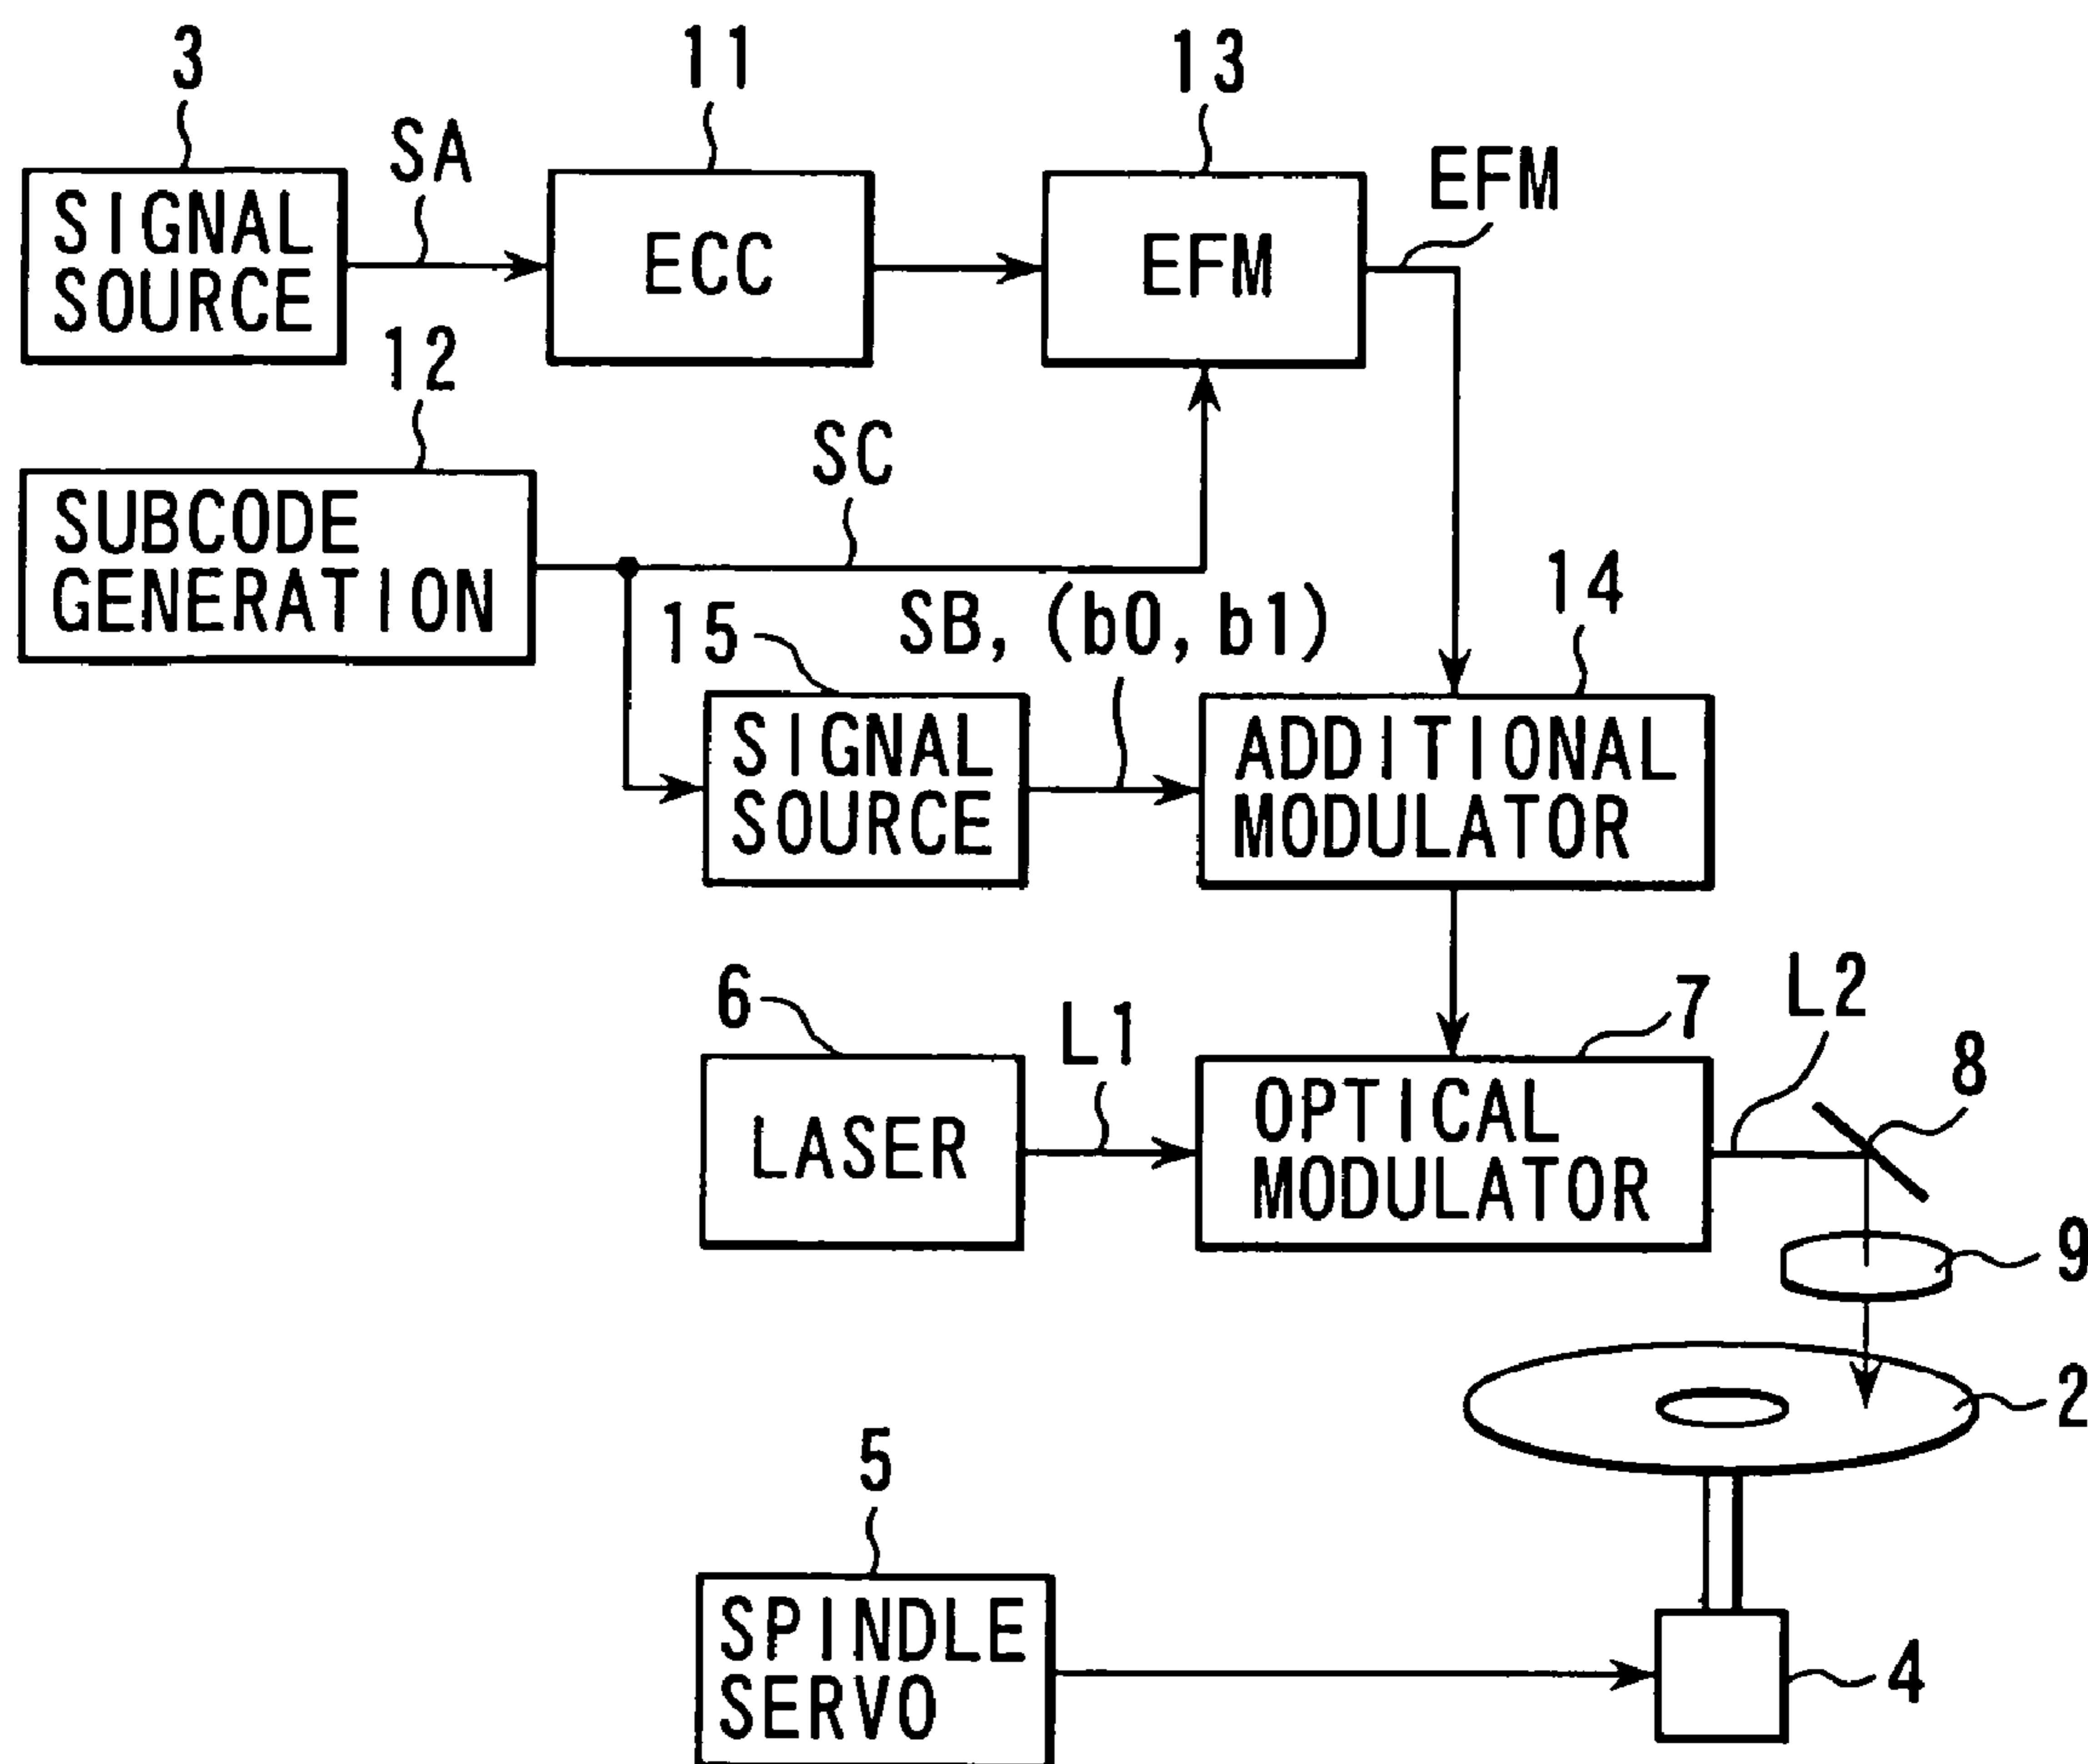 3
11
13
SA
EFM
SIGNAL
SOURCE
ECC
EFM
12
SC
SUBCODE
GENERATION
15
SB, (b0, b1)
14
SIGNAL
SOURCE
ADDITIONAL
MODULATOR
6
L1
7
L2
8
LASER
OPTICAL
MODULATOR
9
2
5
SPINDLE
SERVO
4